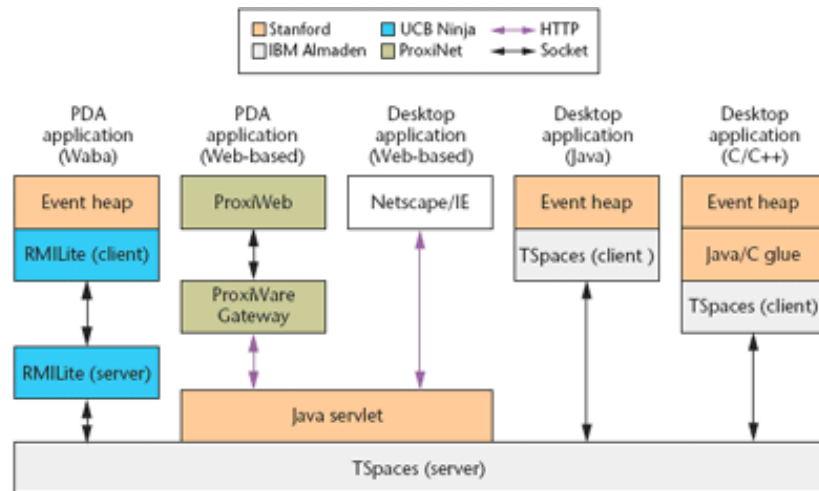 Stanford
UCB Ninja
HTTP
IBM Almaden
ProxiNet
Socket
PDA
application
(Waba)
PDA
application
(Web-based)
Desktop
application
(Web-based)
Desktop
application
(Java)
Desktop
application
(C/C++)
Event heap
RMILite (client)
RMILite (server)
ProxiWeb
ProxiWare
Gateway
Netscape/IE
Java servlet
Event heap
TSpaces (client )
Event heap
Java/C glue
TSpaces (client)
TSpaces (server)